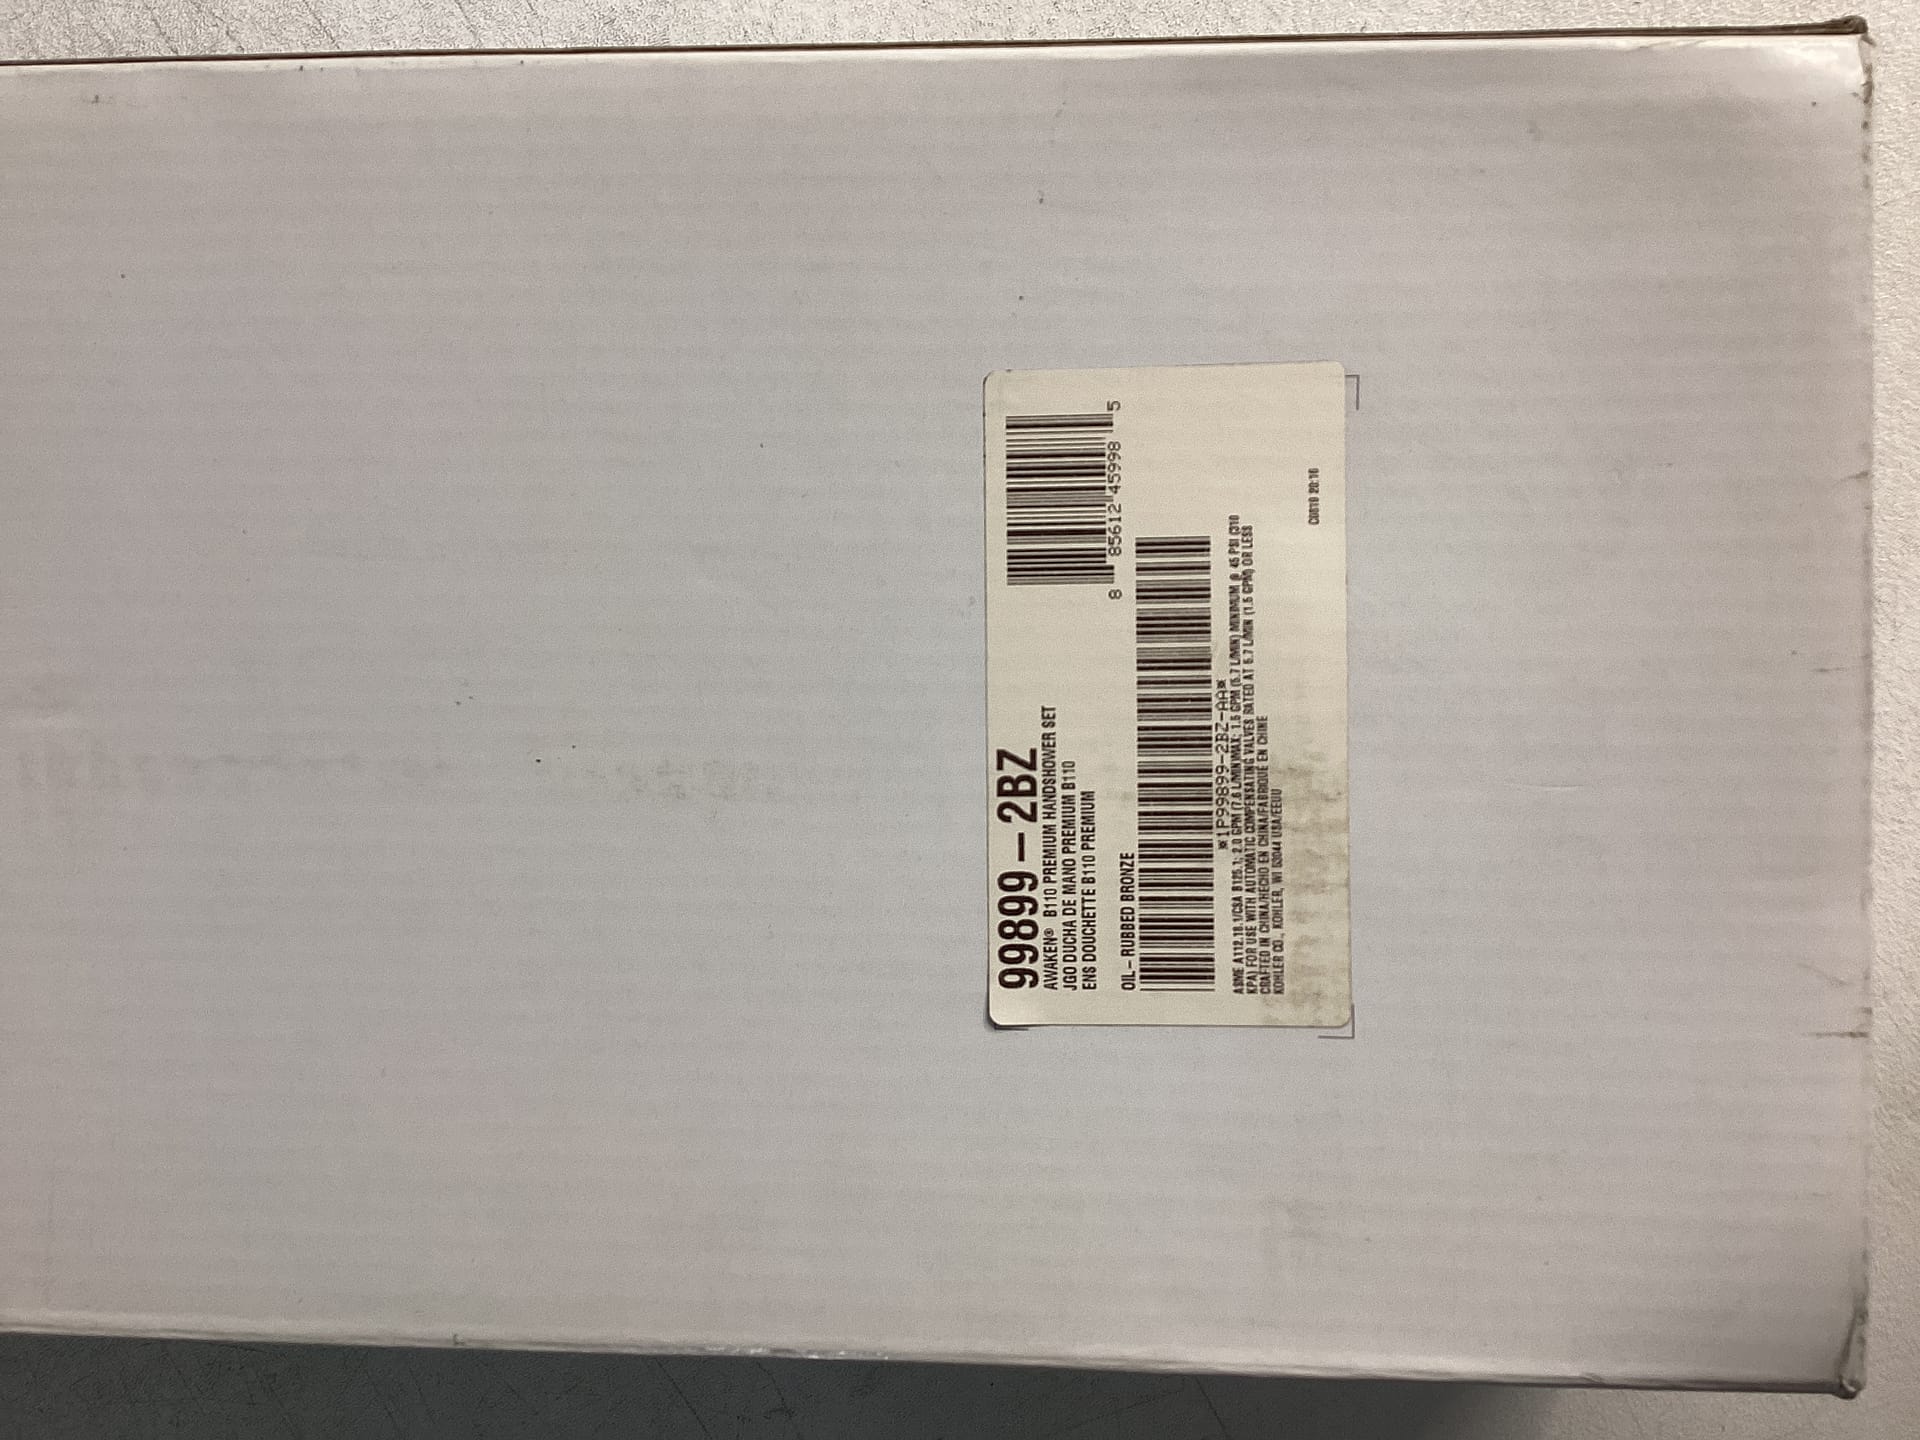 99899-2BZ
AWAKEN® B110 PREMIUM HANDSHOWER SET
JGO DUCHA DE MANO PREMIUM B110
ENS DOUCHETTE B110 PREMIUM
8 85612 45998 5
OIL-RUBBED BRONZE
*1P99899-2BZ-AA*
ASME A112.18.1/CSA B125.1; 2.0 GPM (7.6 L/MIN)MAX; 1.5 GPM (5.7 L/MIN) MINIMUM @ 45 PSI (310
KPA) FOR USE WITH AUTOMATIC COMPENSATING VALVES RATED AT 5.7 L/MIN (1.5 GPM) OR LESS
CRAFTED IN CHINA/HECHO EN CHINA/FABRIQUÉ EN CHINE
KOHLER CO., KOHLER, WI 53044 USA/EEUU
C0819 20:16